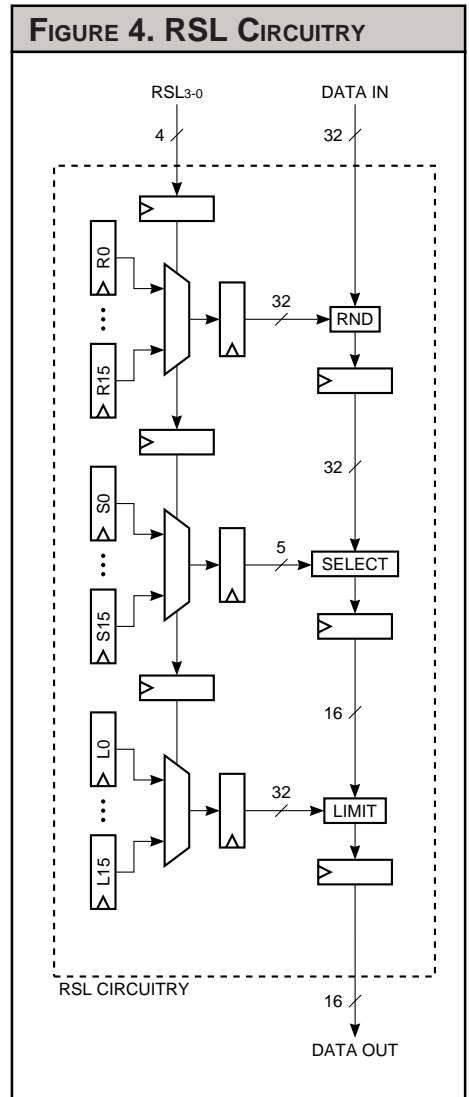 FIGURE 4. RSL CIRCUITRY
RSL3-0
DATA IN
4
32
R0
R15
32
RND
32
S0
S15
5
SELECT
16
L0
L15
32
LIMIT
RSL CIRCUITRY
16
DATA OUT